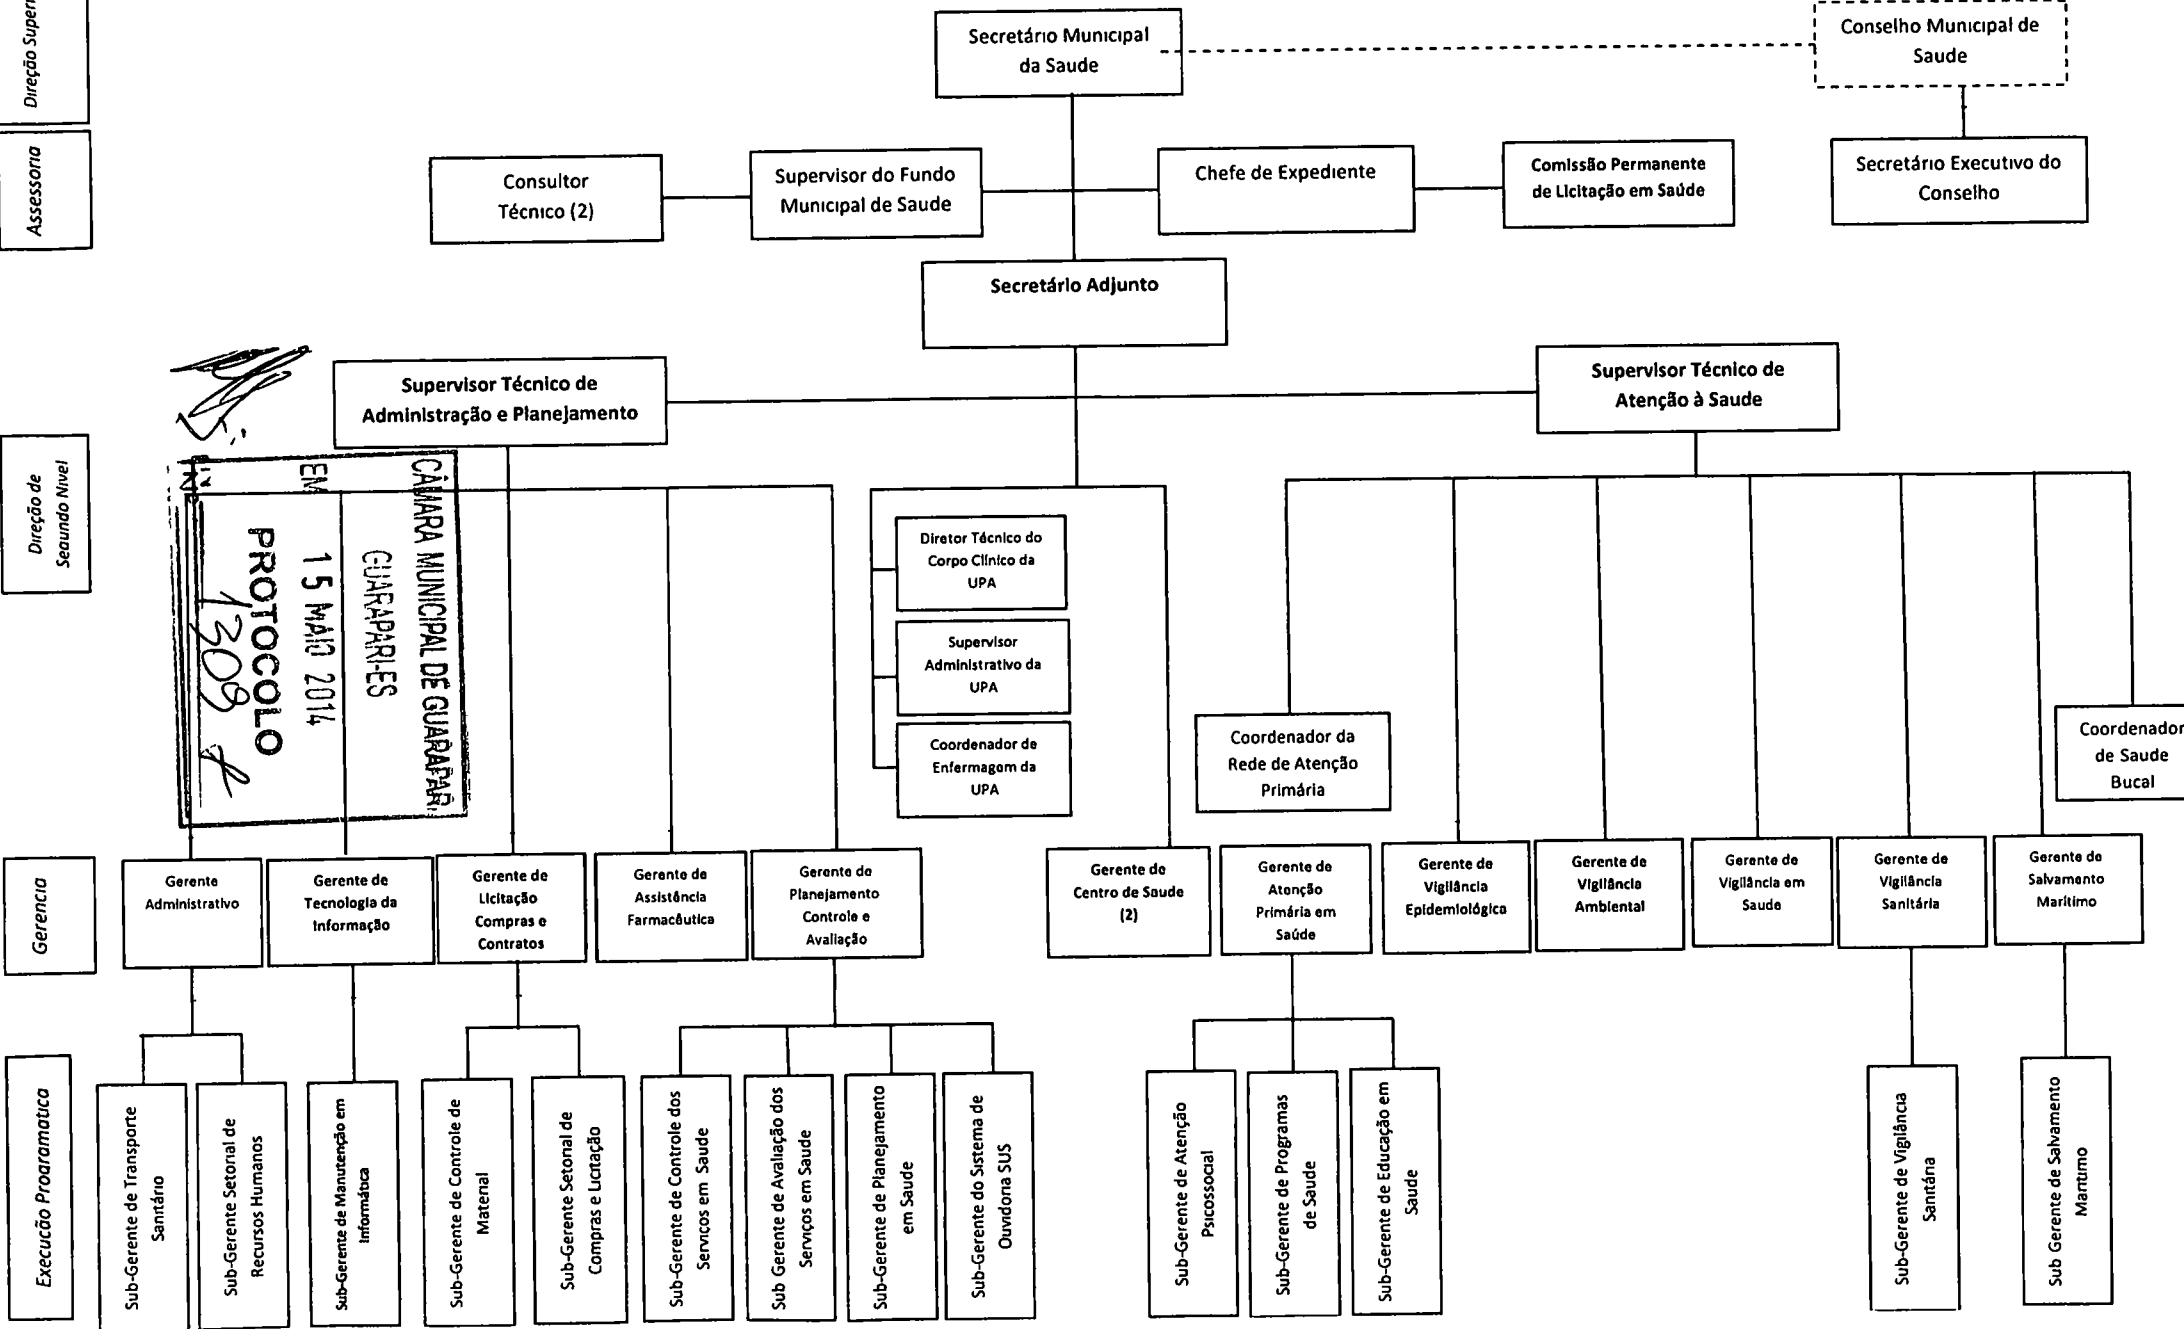 Direção Superi
Secretário Municipal
da Saude
Conselho Municipal de
Saude
Assessoria
Consultor
Técnico (2)
Supervisor do Fundo
Municipal de Saude
Chefe de Expediente
Comissão Permanente
de Licitação em Saúde
Secretário Executivo do
Conselho
Secretário Adjunto
Supervisor Técnico de
Administração e Planejamento
Supervisor Técnico de
Atenção à Saude
Direção de
Seaundo Nivel
CÂMARA MUNICIPAL DE GUARAPARI
GUARAPARI-ES
EM 15 MAIO 2014
PROTOCOLO
1309
Diretor Técnico do
Corpo Clínico da
UPA
Supervisor
Administrativo da
UPA
Coordenador de
Enfermagem da
UPA
Coordenador da
Rede de Atenção
Primária
Coordenador
de Saude
Bucal
Gerencia
Gerente
Administrativo
Gerente de
Tecnologia da
Informação
Gerente de
Licitação
Compras e
Contratos
Gerente de
Assistência
Farmacêutica
Gerente de
Planejamento
Controle e
Avaliação
Gerente de
Centro de Saude
(2)
Gerente de
Atenção
Primária em
Saúde
Gerente de
Vigilância
Epidemiológica
Gerente de
Vigilância
Ambiental
Gerente de
Vigilância em
Saude
Gerente de
Vigilância
Sanitária
Gerente de
Salvamento
Marítimo
Execucão Proaramatica
Sub-Gerente de Transporte
Sanitário
Sub-Gerente Setorial de
Recursos Humanos
Sub-Gerente de Manutenção em
Informática
Sub-Gerente de Controle de
Material
Sub-Gerente Setorial de
Compras e Licitação
Sub-Gerente de Controle dos
Serviços em Saude
Sub Gerente de Avaliação dos
Serviços em Saude
Sub-Gerente de Planejamento
em Saude
Sub-Gerente do Sistema de
Ouvidoria SUS
Sub-Gerente de Atenção
Psicossocial
Sub-Gerente de Programas
de Saude
Sub-Gerente de Educação em
Saude
Sub-Gerente de Vigilância
Sanitária
Sub Gerente de Salvamento
Maritimo